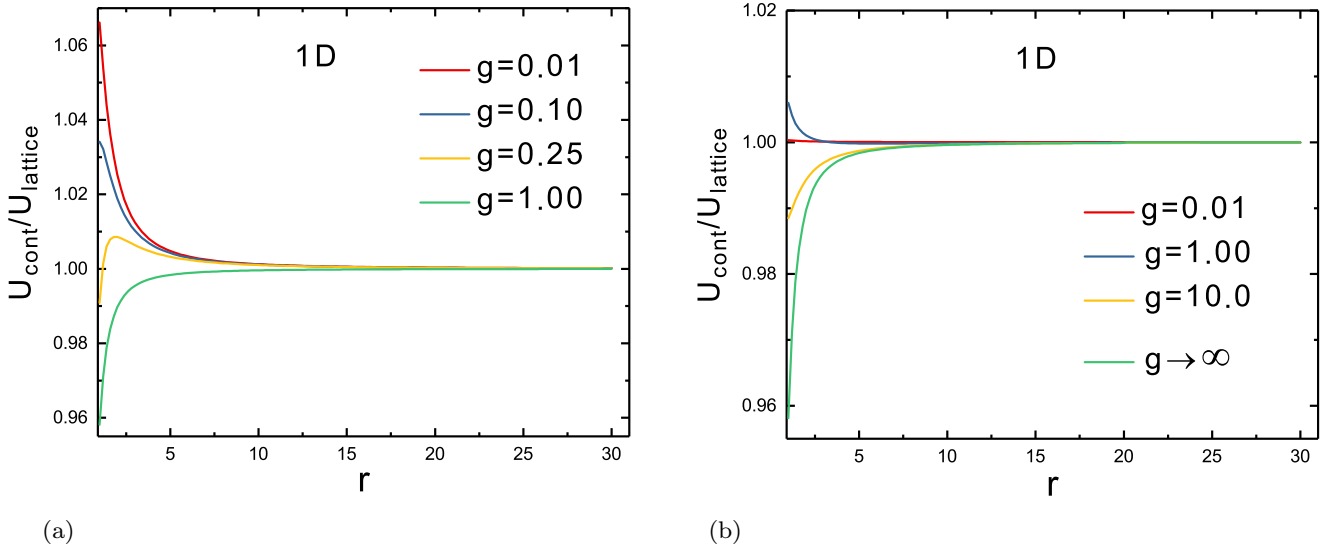 1D
g=0.01
g=0.10
g=0.25
g=1.00
U_cont/U_lattice
1.06
1.04
1.02
1.00
0.98
0.96
5 10 15 20 25 30
r
(a)
1D
g=0.01
g=1.00
g=10.0
g→∞
U_cont/U_lattice
1.02
1.00
0.98
0.96
5 10 15 20 25 30
r
(b)